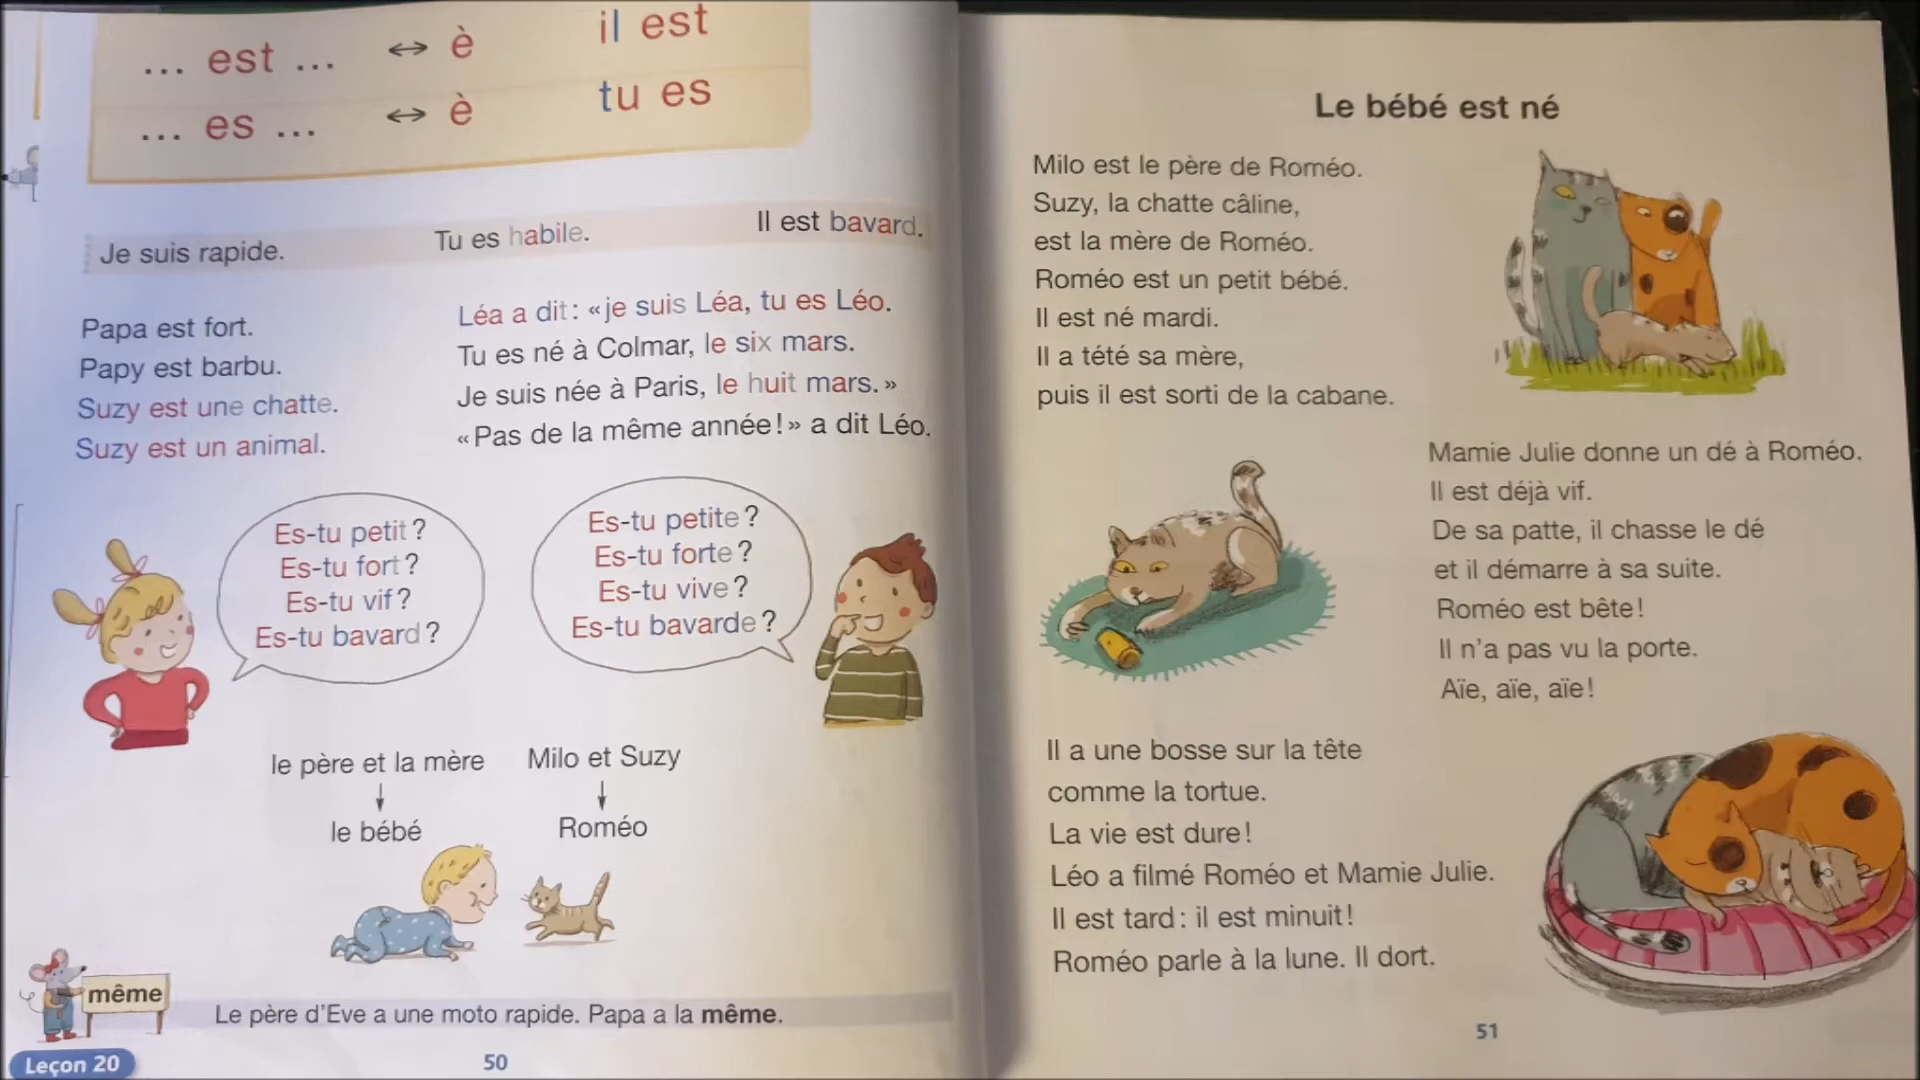 ... est ... ↔ è il est
... es ... ↔ è tu es
Je suis rapide. Tu es habile. Il est bavard.
Papa est fort.
Papy est barbu.
Suzy est une chatte.
Suzy est un animal.
Léa a dit : « je suis Léa, tu es Léo.
Tu es né à Colmar, le six mars.
Je suis née à Paris, le huit mars. »
« Pas de la même année ! » a dit Léo.
Es-tu petit ?
Es-tu fort ?
Es-tu vif ?
Es-tu bavard ?
Es-tu petite ?
Es-tu forte ?
Es-tu vive ?
Es-tu bavarde ?
le père et la mère
le bébé
Milo et Suzy
Roméo
même
Le père d'Eve a une moto rapide. Papa a la même.
Leçon 20
50
Le bébé est né
Milo est le père de Roméo.
Suzy, la chatte câline,
est la mère de Roméo.
Roméo est un petit bébé.
Il est né mardi.
Il a tété sa mère,
puis il est sorti de la cabane.
Mamie Julie donne un dé à Roméo.
Il est déjà vif.
De sa patte, il chasse le dé
et il démarre à sa suite.
Roméo est bête !
Il n'a pas vu la porte.
Aïe, aïe, aïe !
Il a une bosse sur la tête
comme la tortue.
La vie est dure !
Léo a filmé Roméo et Mamie Julie.
Il est tard : il est minuit !
Roméo parle à la lune. Il dort.
51